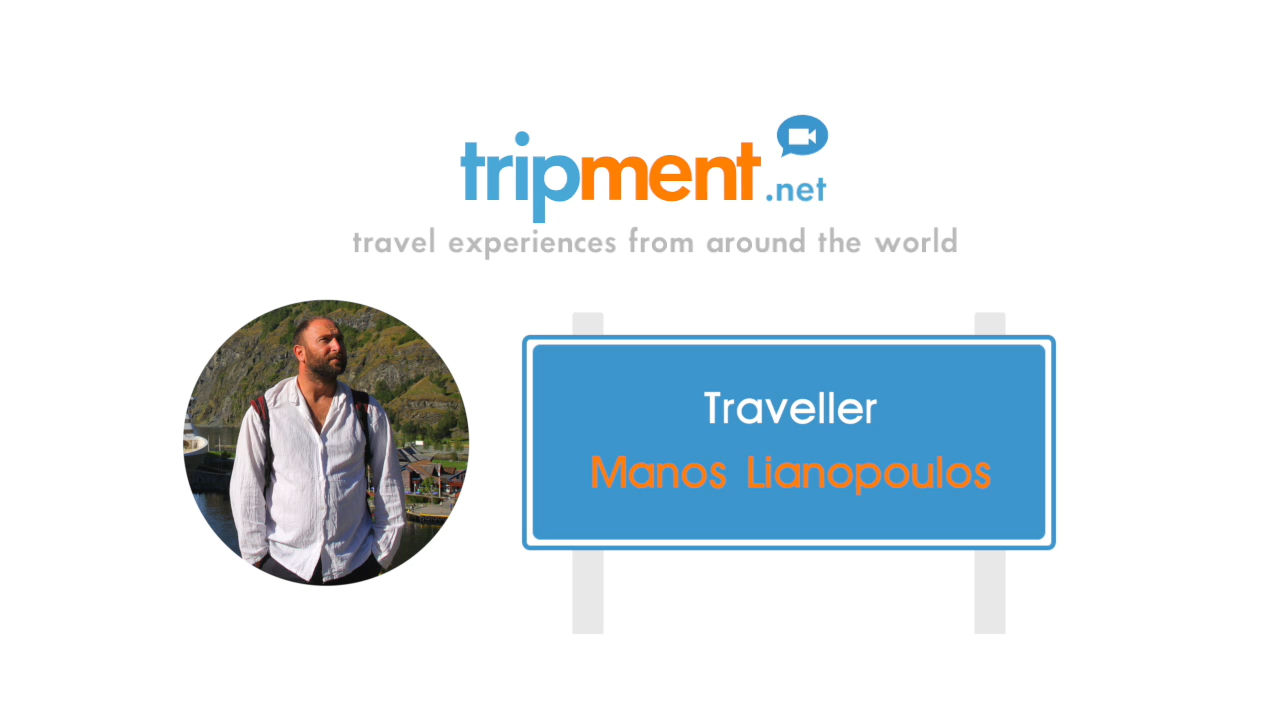 tripment.net
travel experiences from around the world
Traveller
Manos Lianopoulos